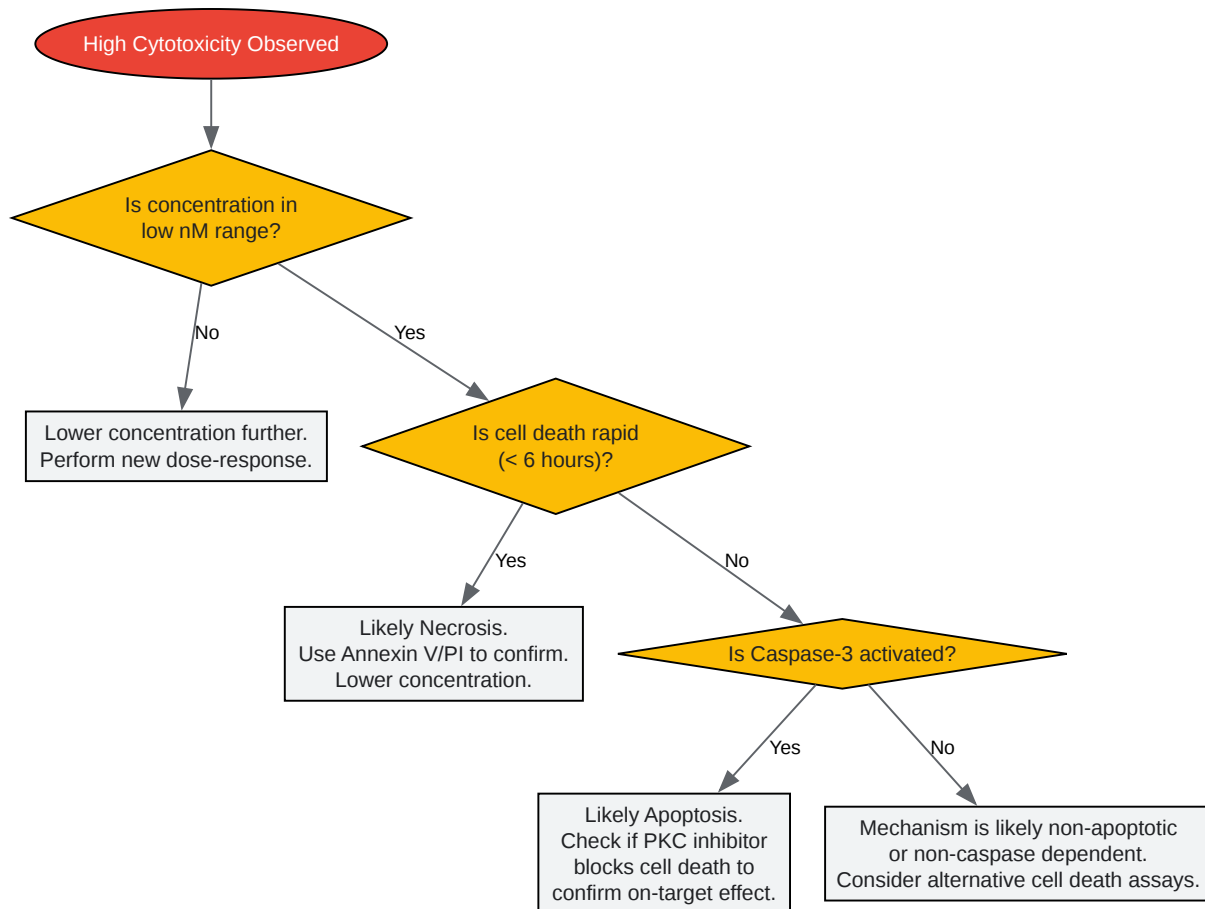 High Cytotoxicity Observed
Is concentration in
low nM range?
No
Yes
Lower concentration further.
Perform new dose-response.
Is cell death rapid
(< 6 hours)?
Yes
No
Likely Necrosis.
Use Annexin V/PI to confirm.
Lower concentration.
Is Caspase-3 activated?
Yes
No
Likely Apoptosis.
Check if PKC inhibitor
blocks cell death to
confirm on-target effect.
Mechanism is likely non-apoptotic
or non-caspase dependent.
Consider alternative cell death assays.